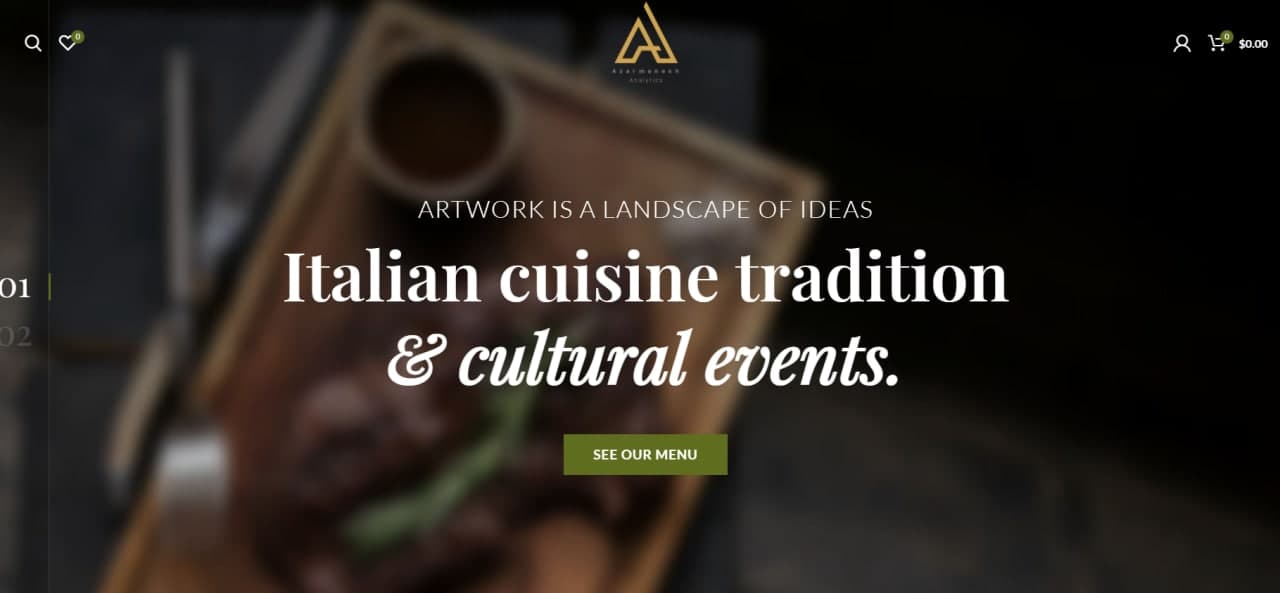 0
Azarmanesh
Analytics
0
$0.00
ARTWORK IS A LANDSCAPE OF IDEAS
Italian cuisine tradition
& cultural events.
01
02
SEE OUR MENU